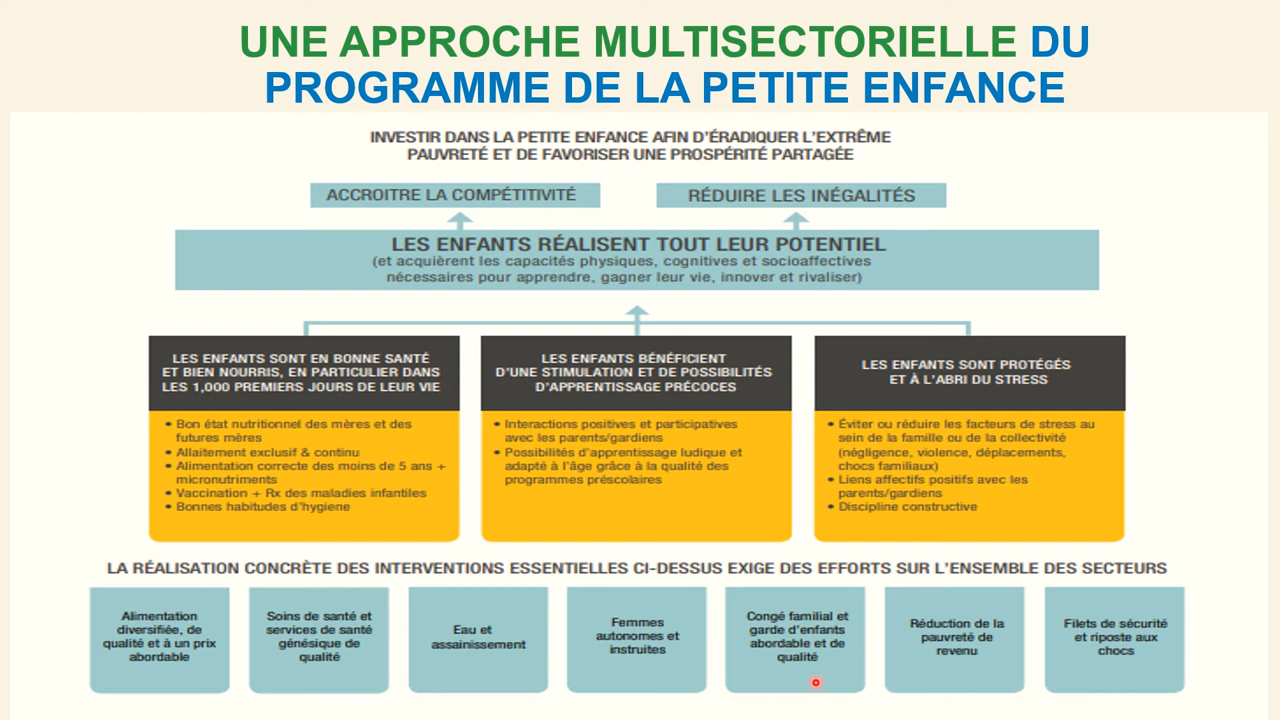 UNE APPROCHE MULTISECTORIELLE DU
PROGRAMME DE LA PETITE ENFANCE
INVESTIR DANS LA PETITE ENFANCE AFIN D'ÉRADIQUER L'EXTRÊME
PAUVRETÉ ET DE FAVORISER UNE PROSPÉRITÉ PARTAGÉE
ACCROITRE LA COMPÉTITIVITÉ
RÉDUIRE LES INÉGALITÉS
LES ENFANTS RÉALISENT TOUT LEUR POTENTIEL
(et acquièrent les capacités physiques, cognitives et socioaffectives
nécessaires pour apprendre, gagner leur vie, innover et rivaliser)
LES ENFANTS SONT EN BONNE SANTÉ
ET BIEN NOURRIS, EN PARTICULIER DANS
LES 1,000 PREMIERS JOURS DE LEUR VIE
• Bon état nutritionnel des mères et des
futures mères
• Allaitement exclusif & continu
• Alimentation correcte des moins de 5 ans +
micronutriments
• Vaccination + Rx des maladies infantiles
• Bonnes habitudes d'hygiene
LES ENFANTS BÉNÉFICIENT
D'UNE STIMULATION ET DE POSSIBILITÉS
D'APPRENTISSAGE PRÉCOCES
• Interactions positives et participatives
avec les parents/gardiens
• Possibilités d'apprentissage ludique et
adapté à l'âge grâce à la qualité des
programmes préscolaires
LES ENFANTS SONT PROTÉGÉS
ET À L'ABRI DU STRESS
• Éviter ou réduire les facteurs de stress au
sein de la famille ou de la collectivité
(négligence, violence, déplacements,
chocs familiaux)
• Liens affectifs positifs avec les
parents/gardiens
• Discipline constructive
LA RÉALISATION CONCRÈTE DES INTERVENTIONS ESSENTIELLES CI-DESSUS EXIGE DES EFFORTS SUR L'ENSEMBLE DES SECTEURS
Alimentation
diversifiée, de
qualité et à un prix
abordable
Soins de santé et
services de santé
génésique de
qualité
Eau et
assainissement
Femmes
autonomes et
instruites
Congé familial et
garde d'enfants
abordable et de
qualité
Réduction de la
pauvreté de
revenu
Filets de sécurité
et riposte aux
chocs